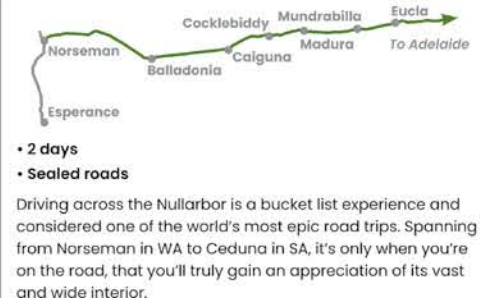 Eucla
Cocklebiddy Mundrabilla
Norseman
Madura
To Adelaide
Caiguna
Balladonia
Esperance
• 2 days
• Sealed roads
Driving across the Nullarbor is a bucket list experience and
considered one of the world's most epic road trips. Spanning
from Norseman in WA to Ceduna in SA, it's only when you're
on the road, that you'll truly gain an appreciation of its vast
and wide interior.